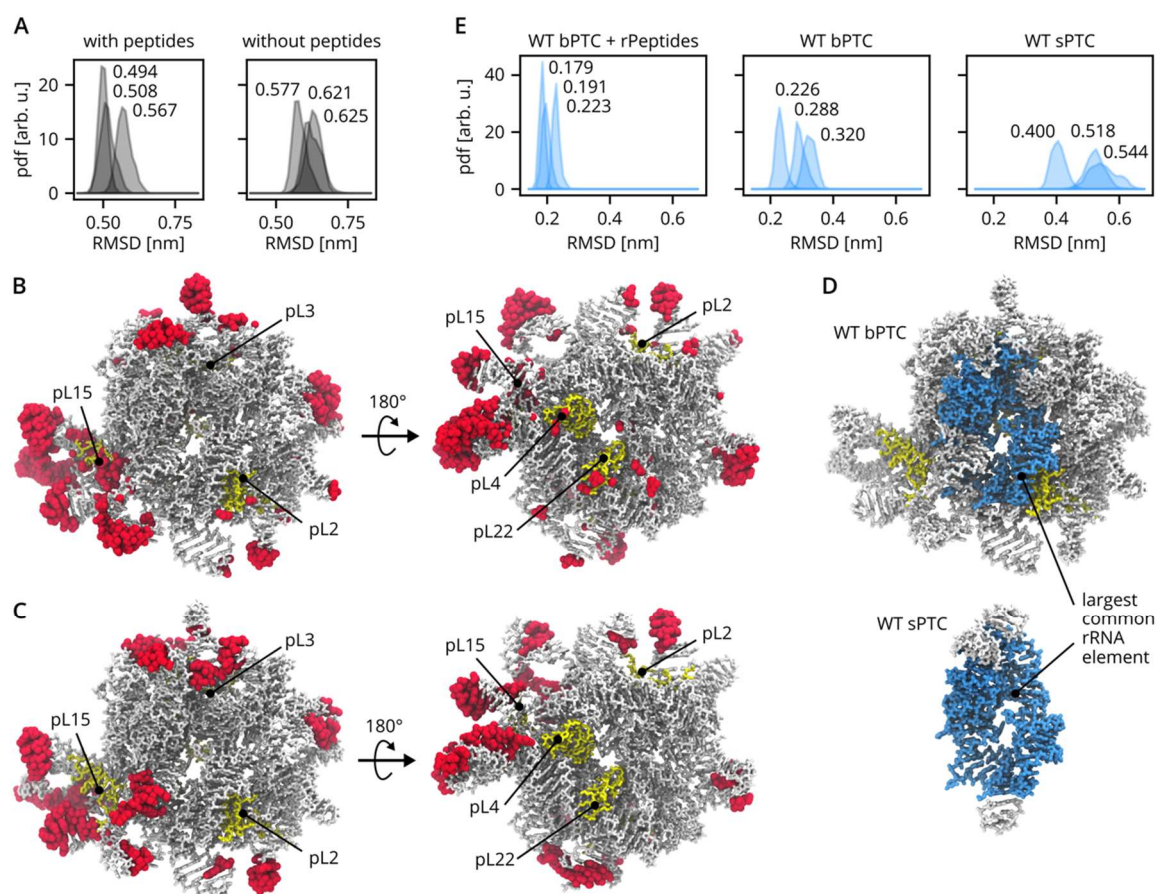 A
with peptides
without peptides
0.494
0.508
0.567
0.577
0.621
0.625
pdf [arb. u.]
20
10
0
0.50
0.75
0.50
0.75
RMSD [nm]
RMSD [nm]
E
WT bPTC + rPeptides
WT bPTC
WT sPTC
0.179
0.191
0.223
0.226
0.288
0.320
0.400
0.518
0.544
pdf [arb. u.]
40
20
0
0.2
0.4
0.6
0.2
0.4
0.6
0.2
0.4
0.6
RMSD [nm]
RMSD [nm]
RMSD [nm]
B
pL3
pL15
pL2
180°
pL15
pL2
pL4
pL22
C
pL3
pL15
pL2
180°
pL15
pL2
pL4
pL22
D
WT bPTC
WT sPTC
largest
common
rRNA
element